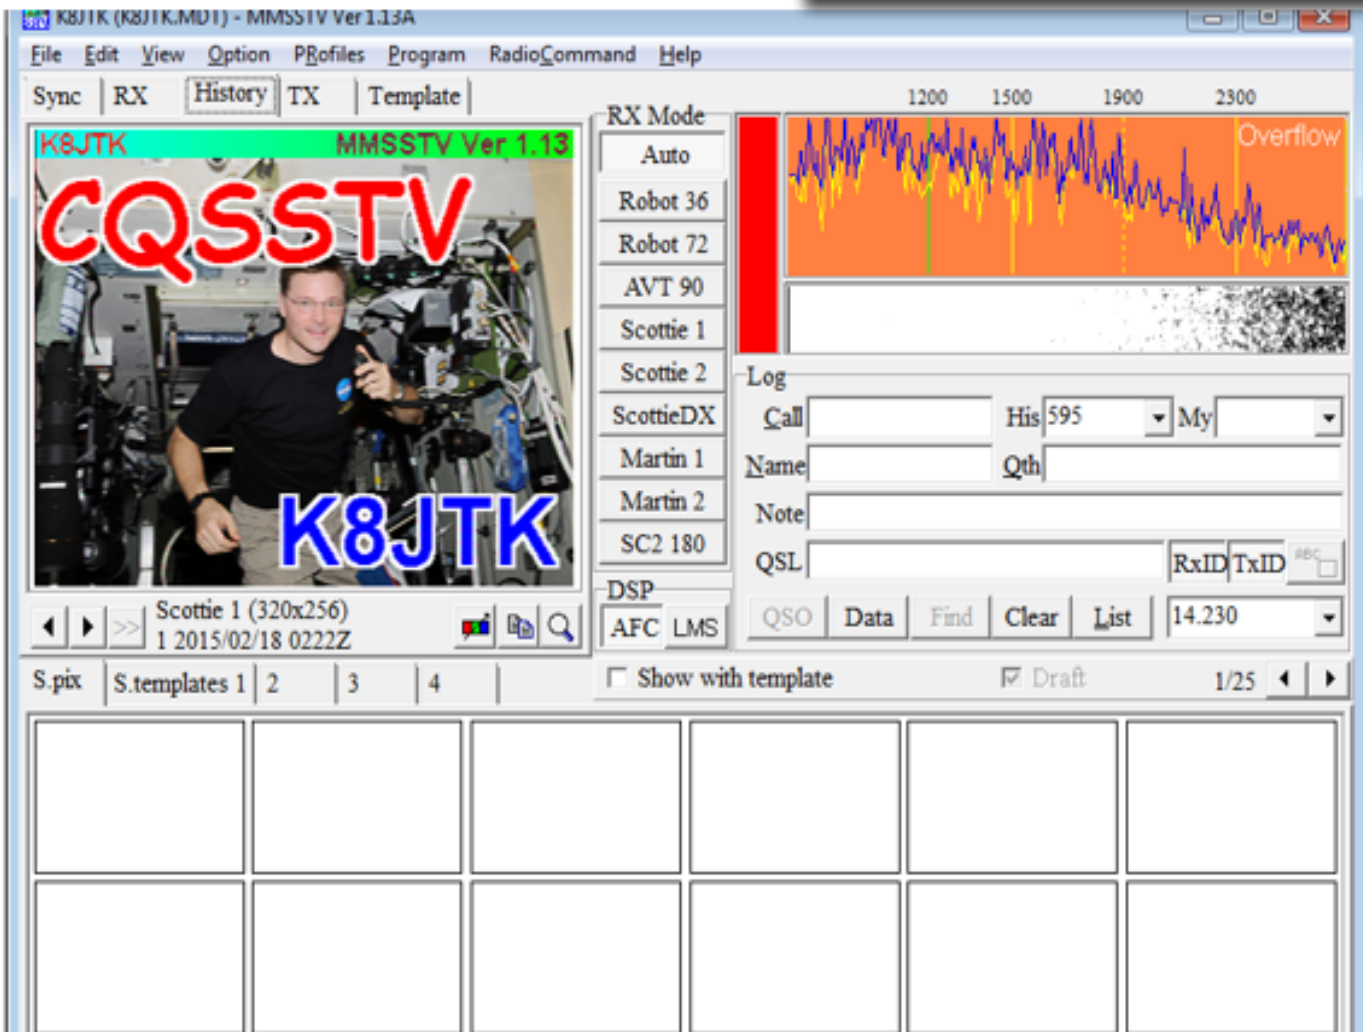 K8JTK (K8JTK.MDT) - MMSSTV Ver 1.13A
File Edit View Option PRofiles Program RadioCommand Help
Sync RX History TX Template
K8JTK MMSSTV Ver 1.13
CQSSTV
K8JTK
Scottie 1 (320x256)
>> 1 2015/02/18 0222Z
RX Mode
Auto
Robot 36
Robot 72
AVT 90
Scottie 1
Scottie 2
ScottieDX
Martin 1
Martin 2
SC2 180
DSP
AFC LMS
1200 1500 1900 2300
Overflow
Log
Call His 595 My
Name Qth
Note
QSL RxID TxID ABC
QSO Data Find Clear List 14.230
S.pix S.templates 1 2 3 4
Show with template Draft 1/25